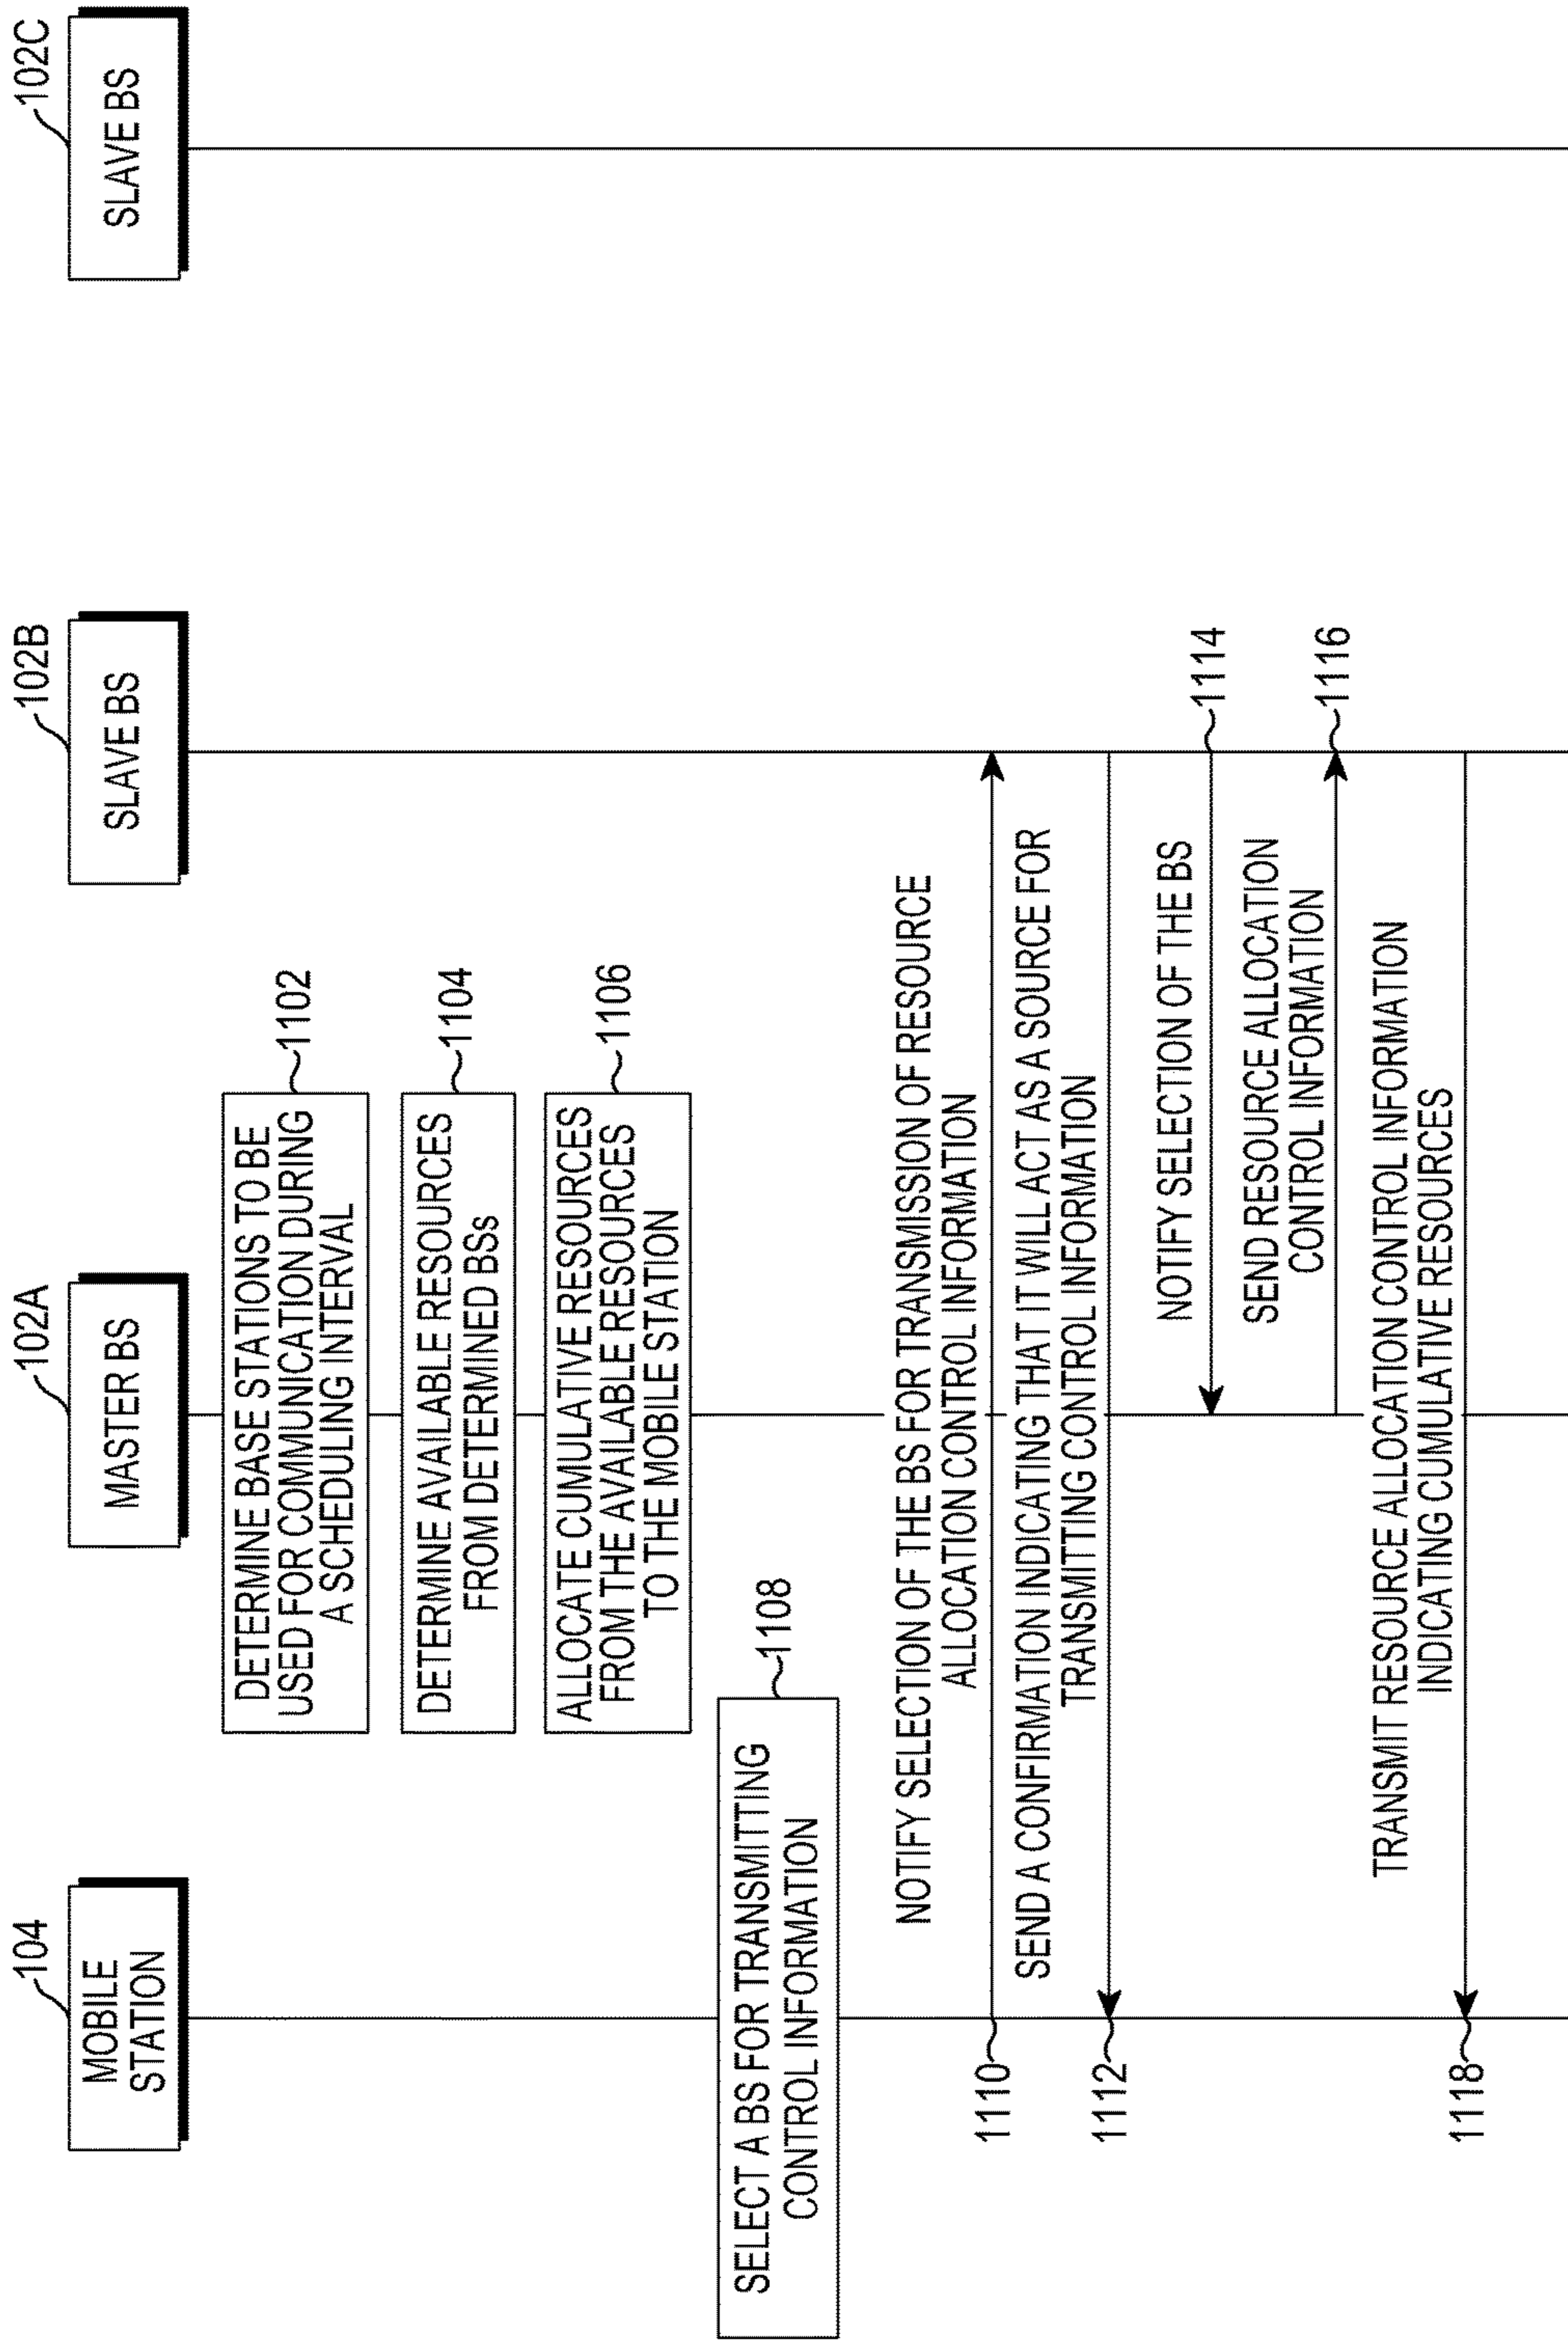 104
MOBILE
STATION
102A
MASTER BS
102B
SLAVE BS
102C
SLAVE BS
DETERMINE BASE STATIONS TO BE
USED FOR COMMUNICATION DURING
A SCHEDULING INTERVAL
1102
DETERMINE AVAILABLE RESOURCES
FROM DETERMINED BSs
1104
ALLOCATE CUMULATIVE RESOURCES
FROM THE AVAILABLE RESOURCES
TO THE MOBILE STATION
1106
SELECT A BS FOR TRANSMITTING
CONTROL INFORMATION
1108
NOTIFY SELECTION OF THE BS FOR TRANSMISSION OF RESOURCE
ALLOCATION CONTROL INFORMATION
1110
SEND A CONFIRMATION INDICATING THAT IT WILL ACT AS A SOURCE FOR
TRANSMITTING CONTROL INFORMATION
1112
NOTIFY SELECTION OF THE BS
1114
SEND RESOURCE ALLOCATION
CONTROL INFORMATION
1116
TRANSMIT RESOURCE ALLOCATION CONTROL INFORMATION
INDICATING CUMULATIVE RESOURCES
1118